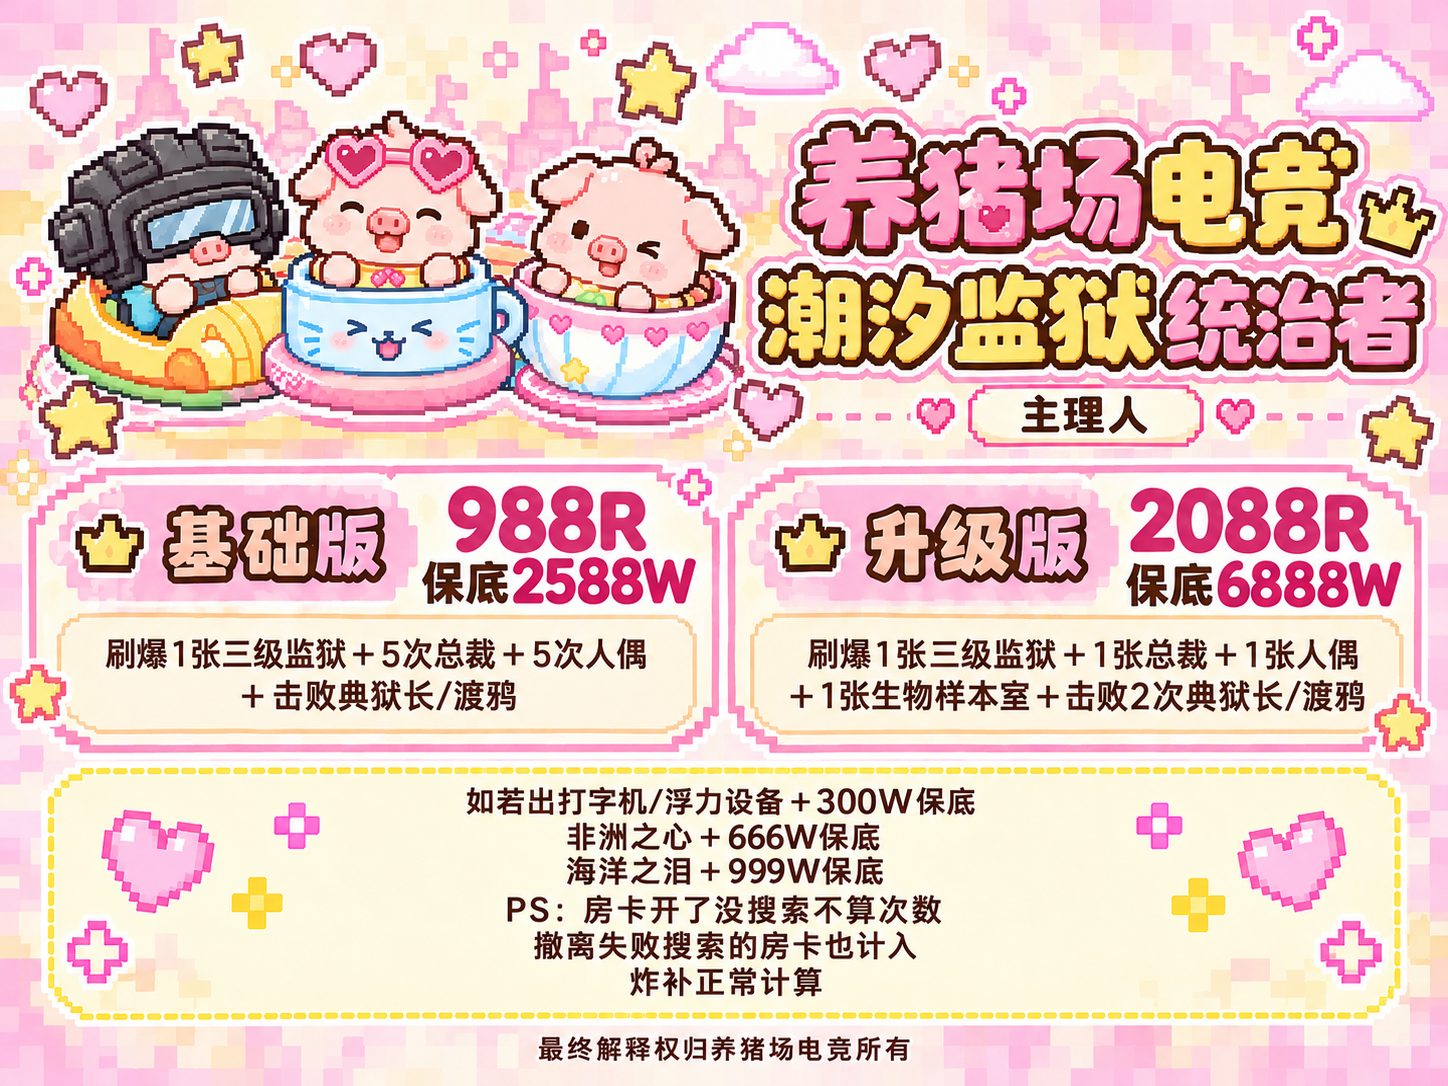 养猪场电竞
潮汐监狱统治者
主理人
基础版
988R
保底2588W
刷爆1张三级监狱+5次总裁+5次人偶
+击败典狱长/渡鸦
升级版
2088R
保底6888W
刷爆1张三级监狱+1张总裁+1张人偶
+1张生物样本室+击败2次典狱长/渡鸦
如若出打字机/浮力设备+300W保底
非洲之心+666W保底
海洋之泪+999W保底
PS：房卡开了没搜索不算次数
撤离失败搜索的房卡也计入
炸补正常计算
最终解释权归养猪场电竞所有